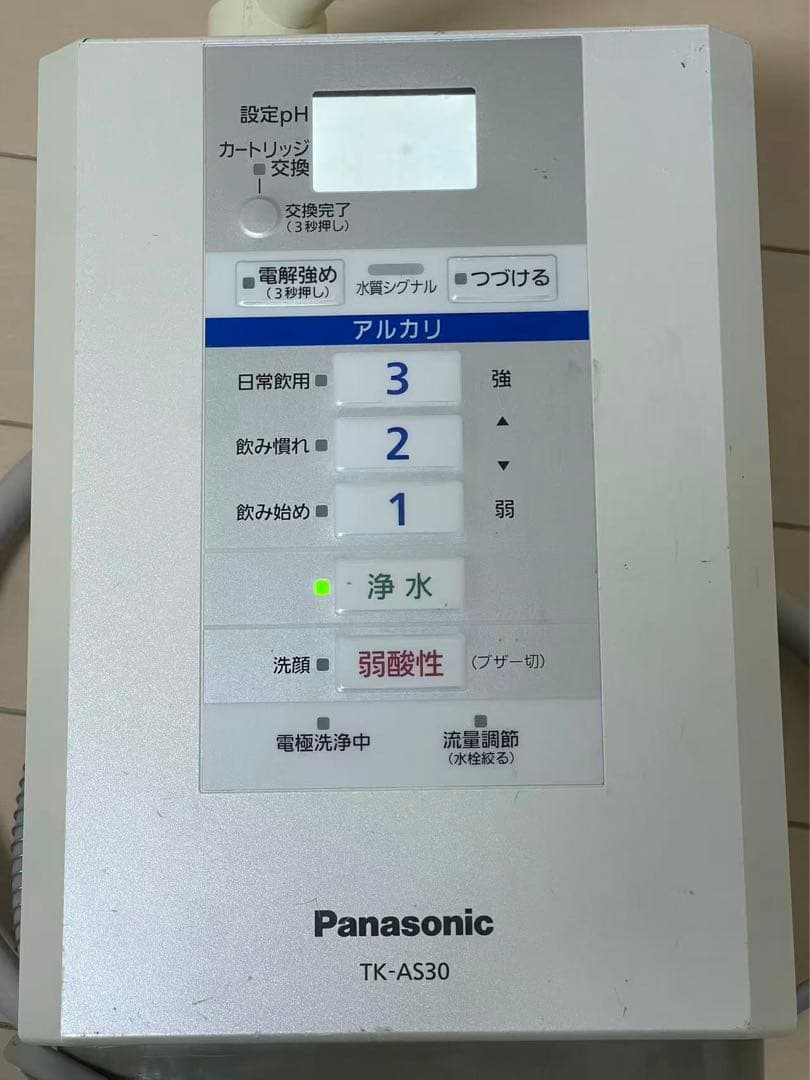 設定pH
カートリッジ
交換
交換完了
(3秒押し)
電解強め
(3秒押し)
水質シグナル
つづける
アルカリ
日常飲用 3 強
▲
飲み慣れ 2
▼
飲み始め 1 弱
浄水
洗顔 弱酸性 (ブザー切)
電極洗浄中
流量調節
(水栓絞る)
Panasonic
TK-AS30